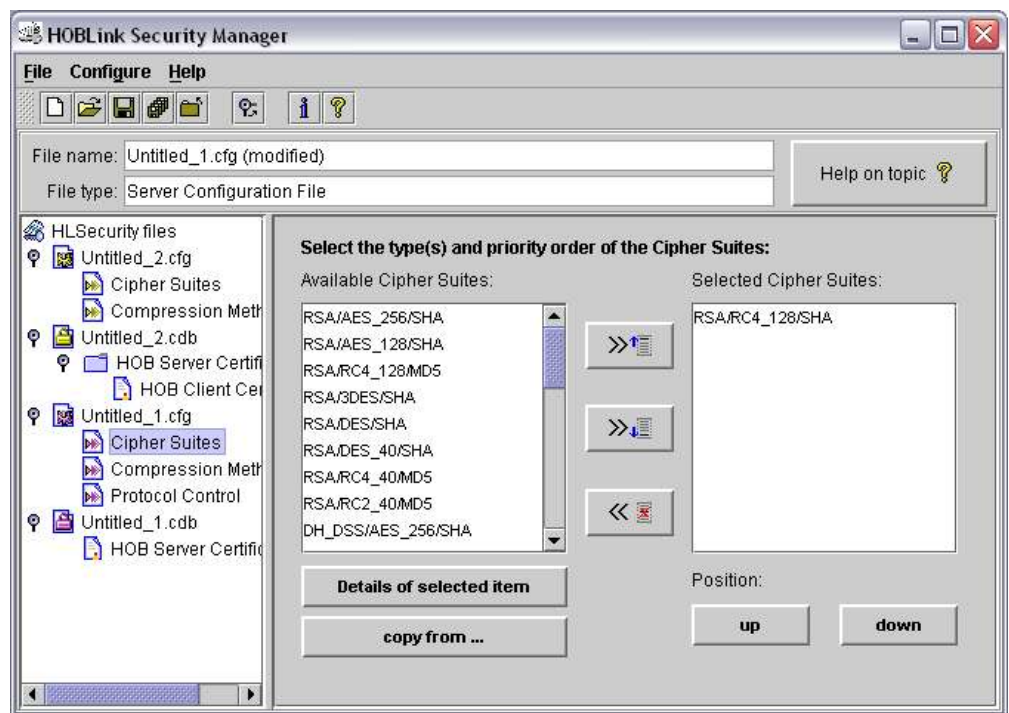 HOBLink Security Manager
File Configure Help
File name: Untitled_1.cfg (modified)
File type: Server Configuration File
Help on topic
HLSecurity files
Untitled_2.cfg
Cipher Suites
Compression Meth
Untitled_2.cdb
HOB Server Certifi
HOB Client Cer
Untitled_1.cfg
Cipher Suites
Compression Meth
Protocol Control
Untitled_1.cdb
HOB Server Certific
Select the type(s) and priority order of the Cipher Suites:
Available Cipher Suites:
RSA/AES_256/SHA
RSA/AES_128/SHA
RSA/RC4_128/MD5
RSA/3DES/SHA
RSA/DES/SHA
RSA/DES_40/SHA
RSA/RC4_40/MD5
RSA/RC2_40/MD5
DH_DSS/AES_256/SHA
Details of selected item
copy from ...
Selected Cipher Suites:
RSA/RC4_128/SHA
Position:
up
down